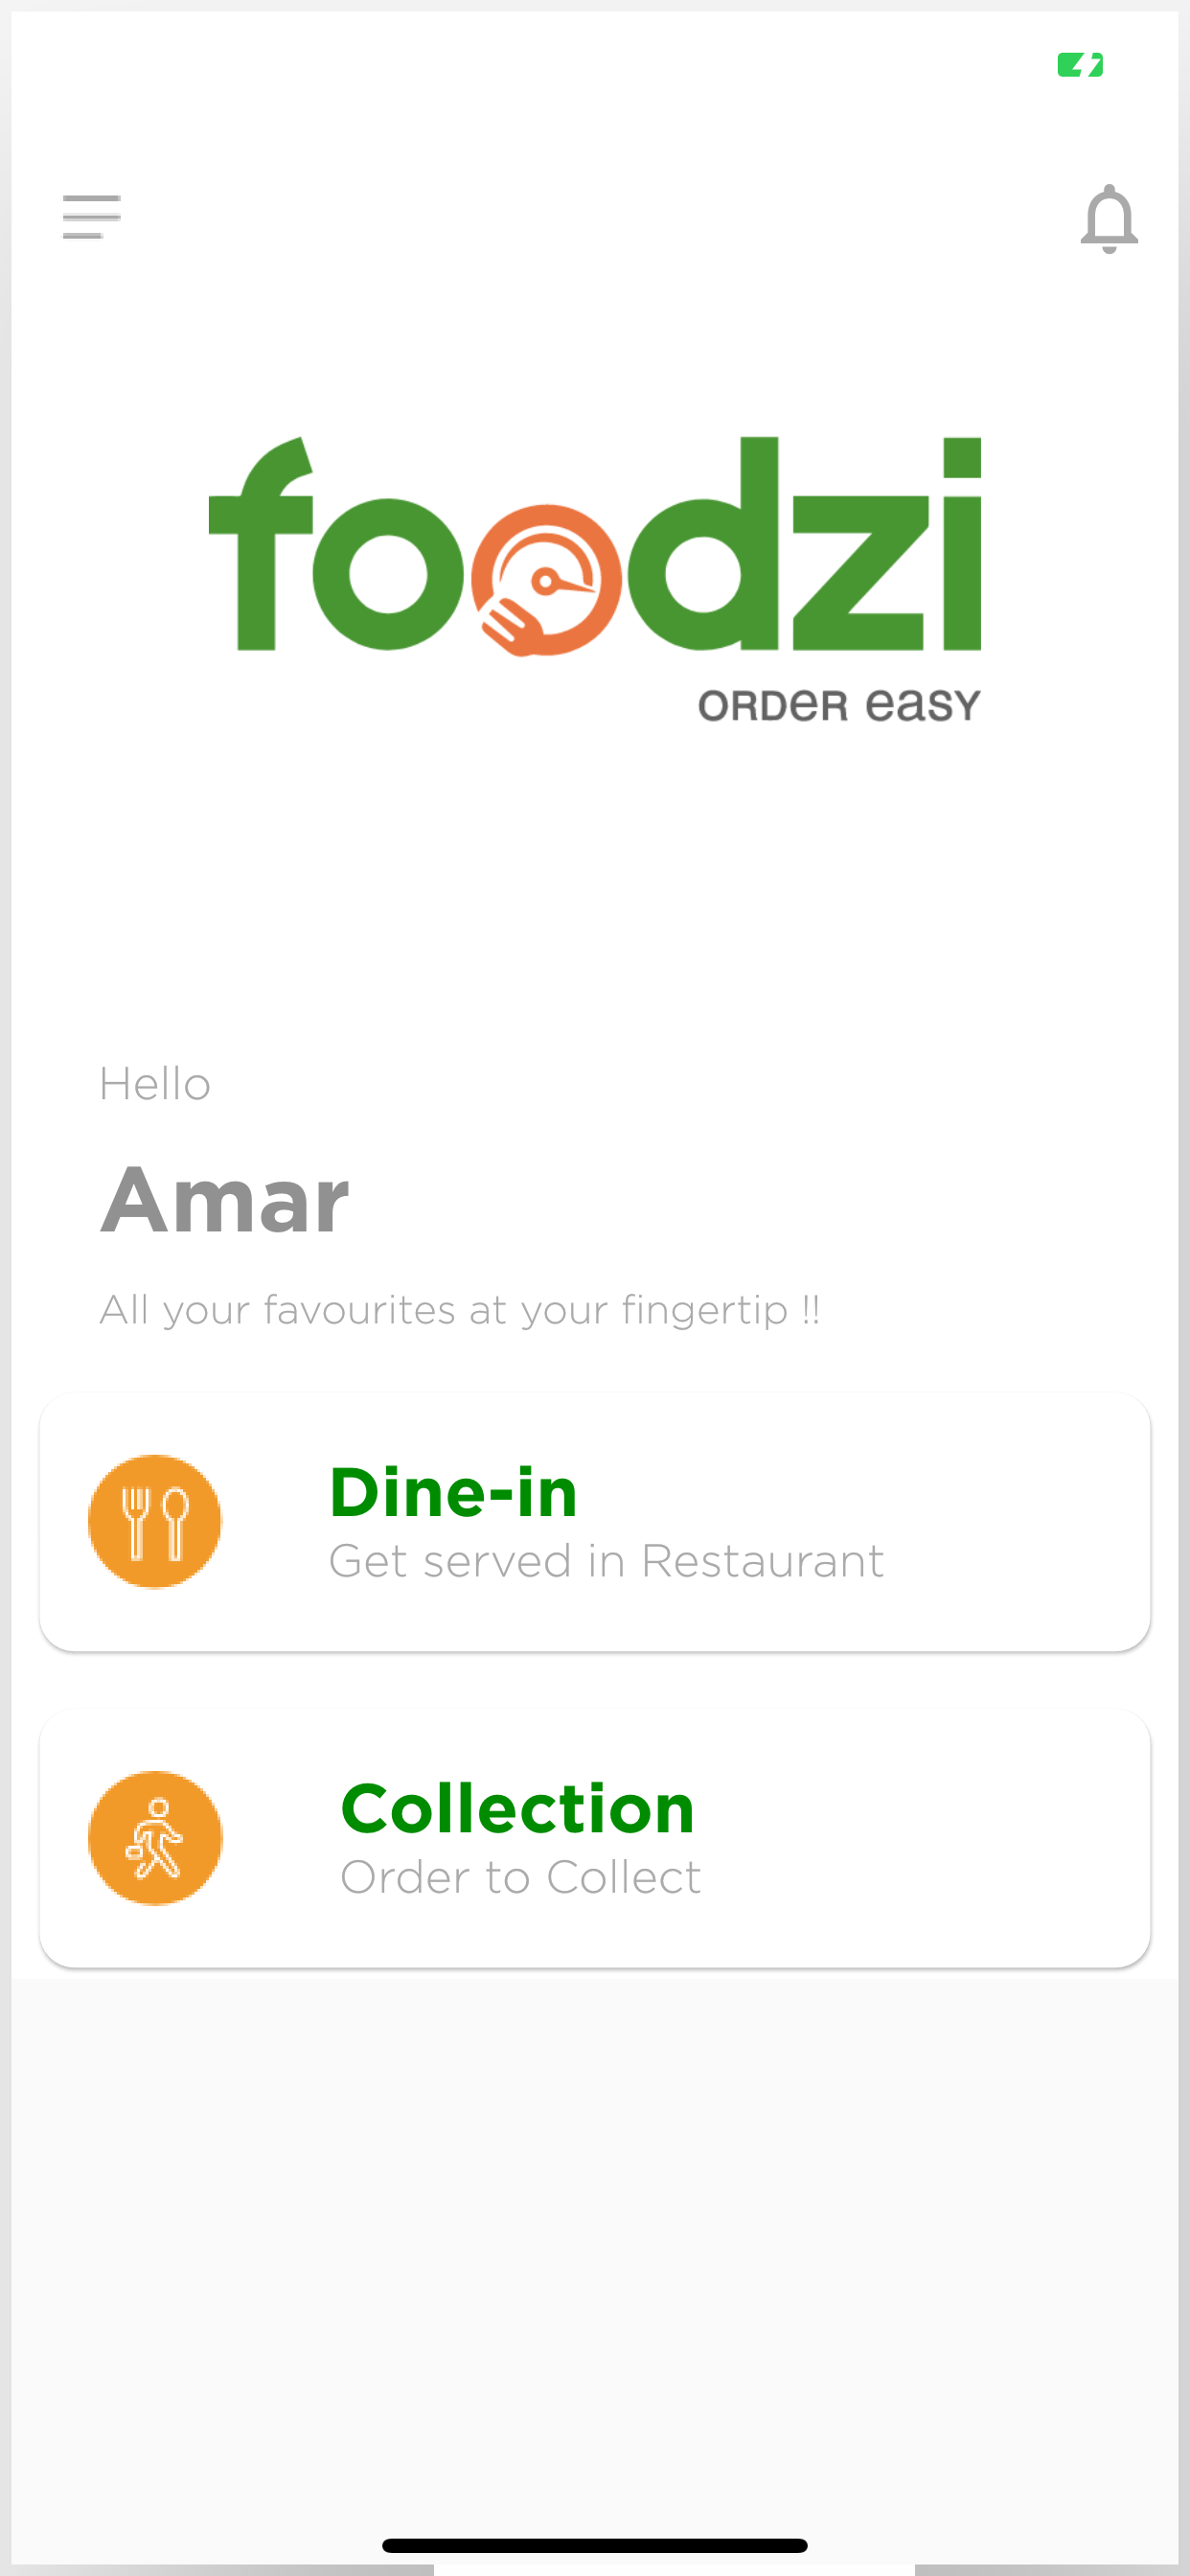 foodzi
ORDeR easY
Hello
Amar
All your favourites at your fingertip !!
Dine-in
Get served in Restaurant
Collection
Order to Collect